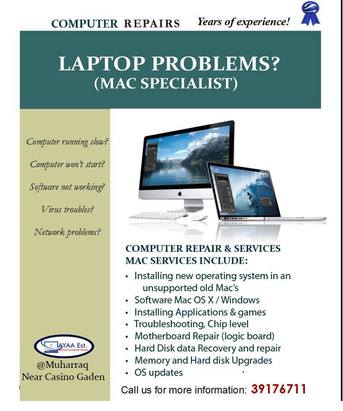 COMPUTER REPAIRS
Years of experience!
LAPTOP PROBLEMS?
(MAC SPECIALIST)
Computer running slow?
Computer won't start?
Software not working?
Virus troubles?
Network problems?
COMPUTER REPAIR & SERVICES
MAC SERVICES INCLUDE:
• Installing new operating system in an
unsupported old Mac's
• Software Mac OS X / Windows
• Installing Applications & games
• Troubleshooting, Chip level
• Motherboard Repair (logic board)
• Hard Disk data Recovery and repair
• Memory and Hard disk Upgrades
• OS updates
AYAA Est.
@Muharraq
Near Casino Gaden
Call us for more information: 39176711